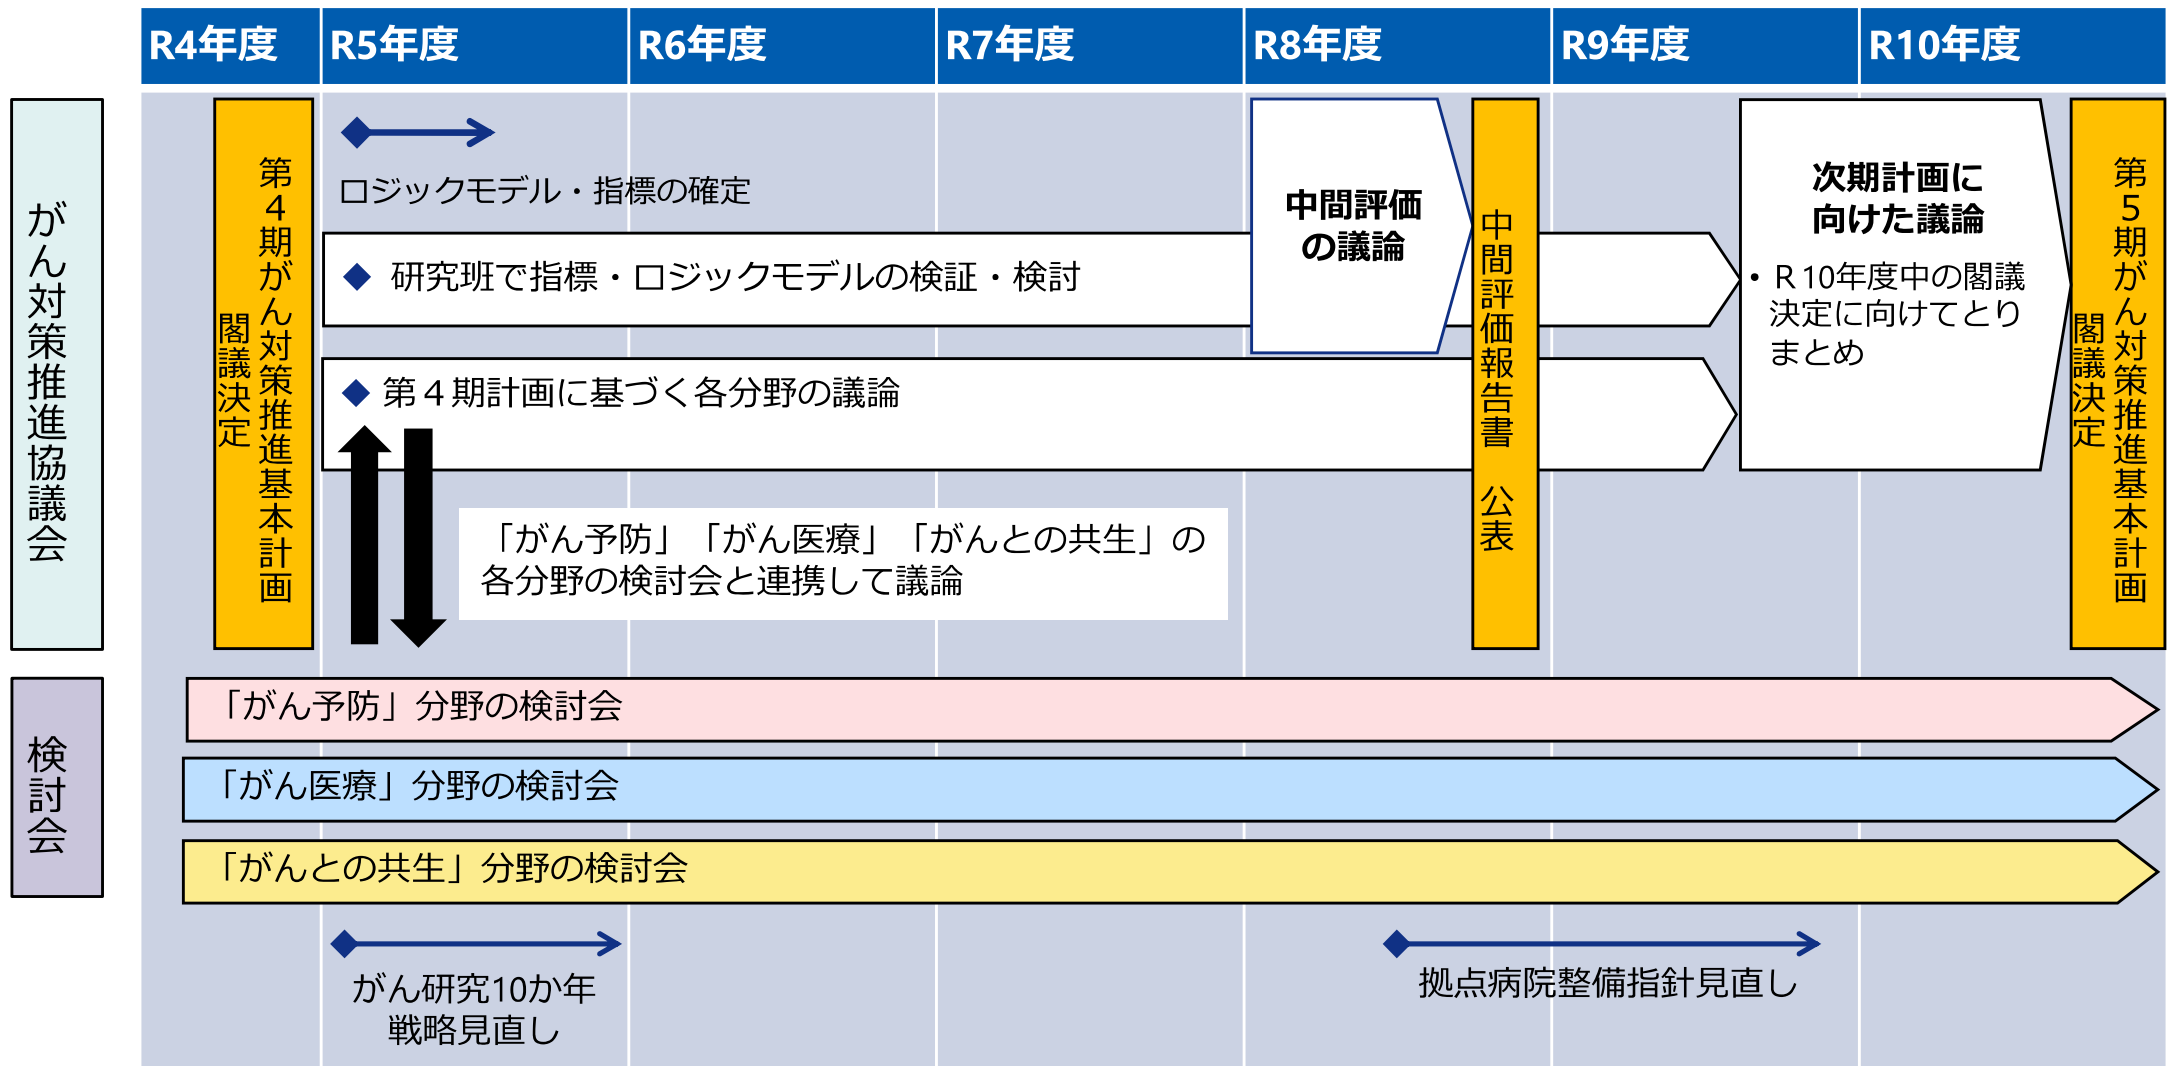 R4年度
R5年度
R6年度
R7年度
R8年度
R9年度
R10年度
がん対策推進協議会
第４期がん対策推進基本計画
閣議決定
ロジックモデル・指標の確定
研究班で指標・ロジックモデルの検証・検討
第４期計画に基づく各分野の議論
「がん予防」「がん医療」「がんとの共生」の
各分野の検討会と連携して議論
中間評価
の議論
中間評価報告書　公表
次期計画に
向けた議論
・Ｒ10年度中の閣議
決定に向けてとり
まとめ
第５期がん対策推進基本計画
閣議決定
検討会
「がん予防」分野の検討会
「がん医療」分野の検討会
「がんとの共生」分野の検討会
がん研究10か年
戦略見直し
拠点病院整備指針見直し